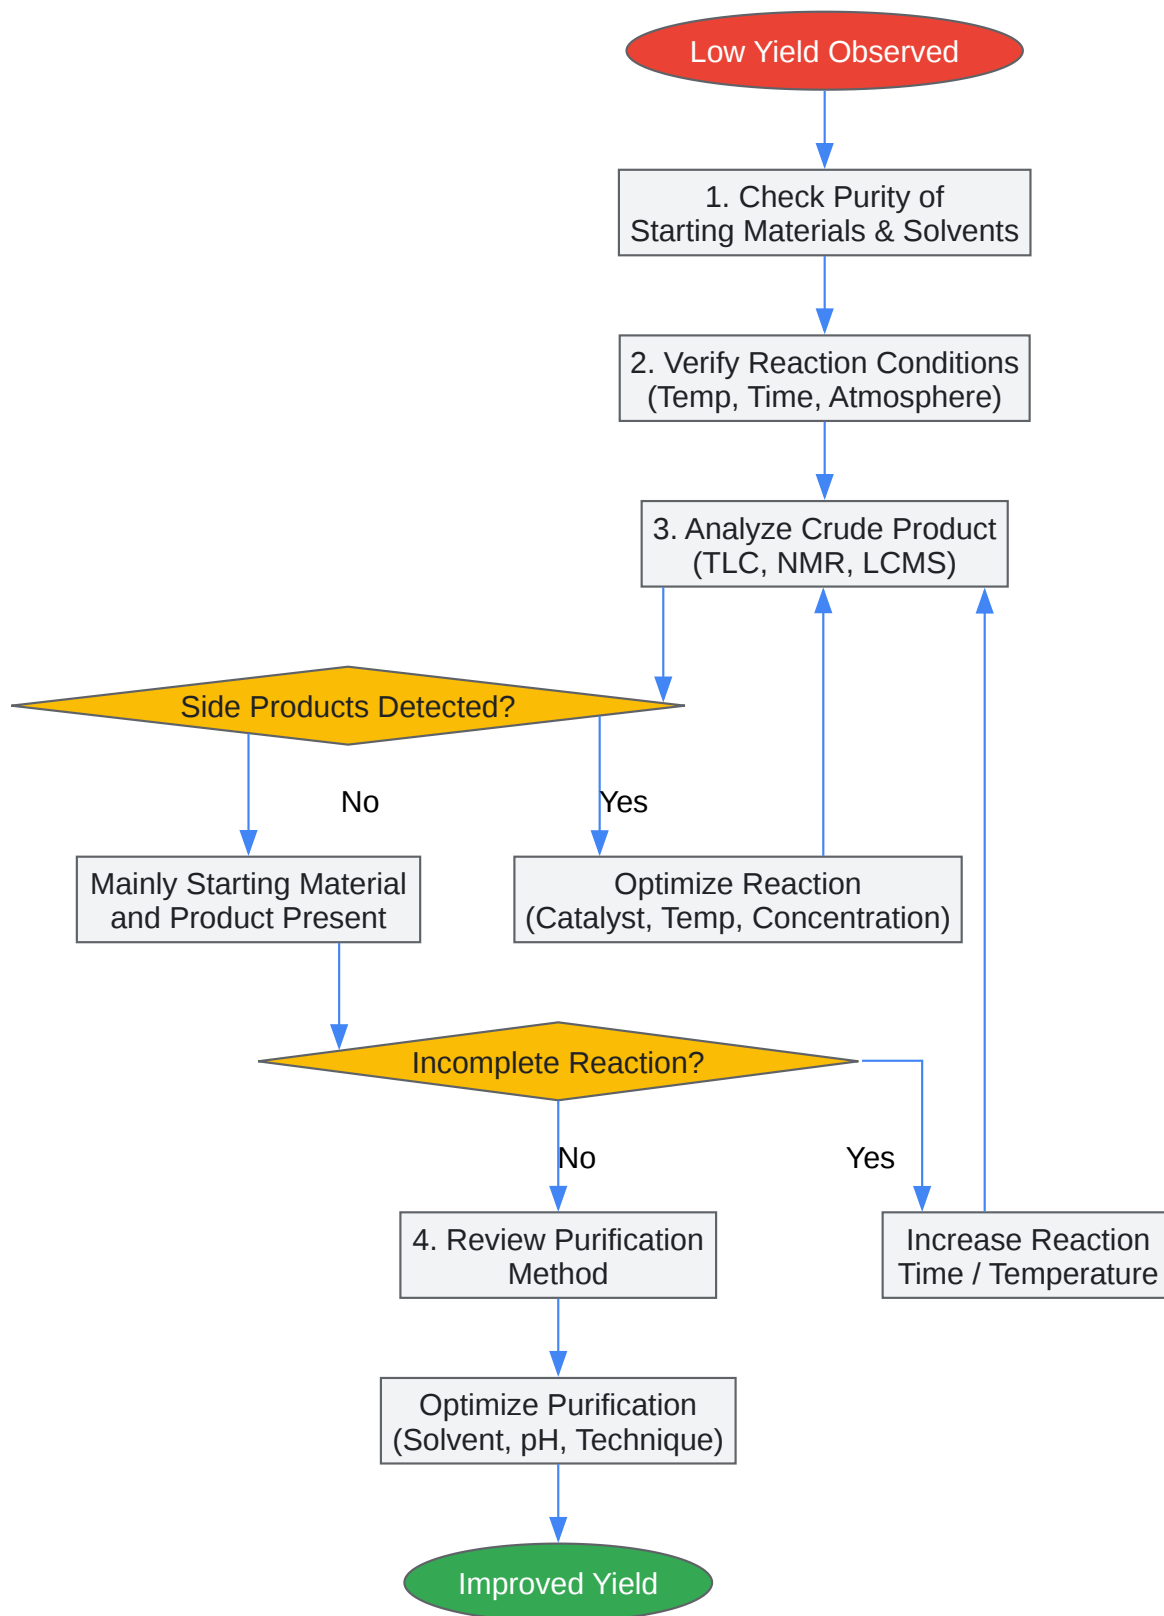 Low Yield Observed
1. Check Purity of
Starting Materials & Solvents
2. Verify Reaction Conditions
(Temp, Time, Atmosphere)
3. Analyze Crude Product
(TLC, NMR, LCMS)
Side Products Detected?
No
Yes
Mainly Starting Material
and Product Present
Optimize Reaction
(Catalyst, Temp, Concentration)
Incomplete Reaction?
No
Yes
4. Review Purification
Method
Increase Reaction
Time / Temperature
Optimize Purification
(Solvent, pH, Technique)
Improved Yield